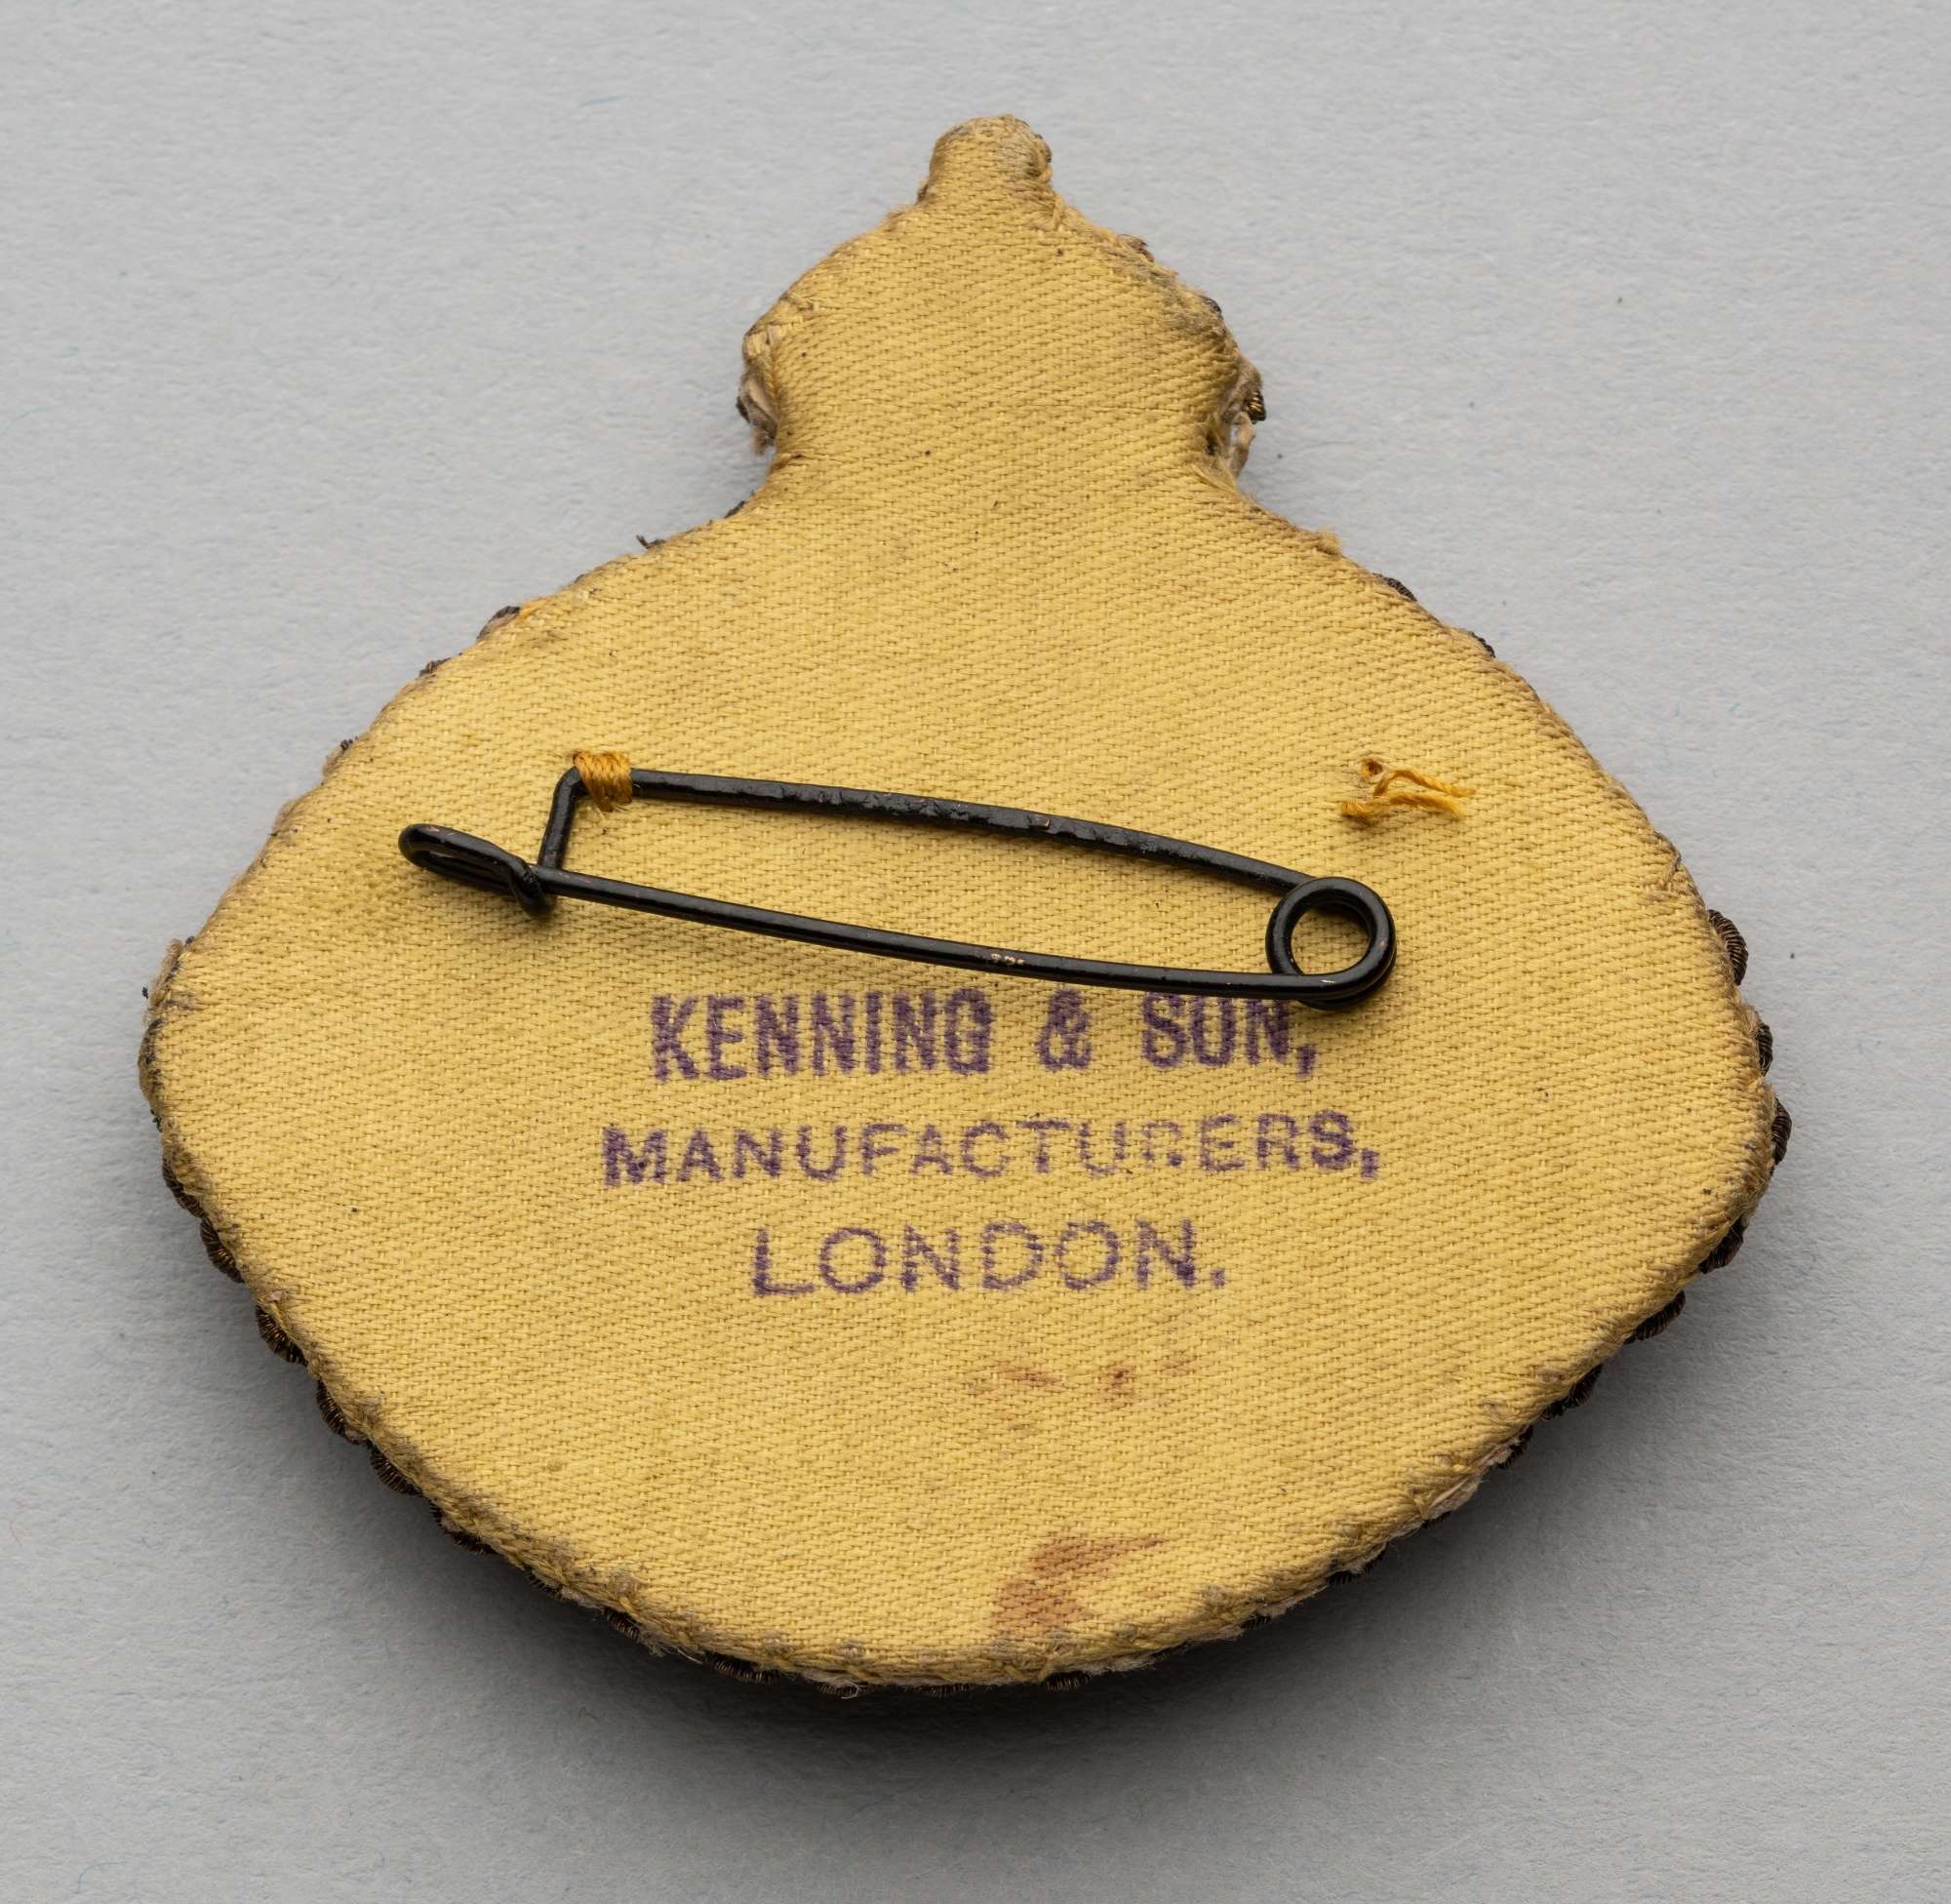 KENNING & SON,
MANUFACTURERS,
LONDON.